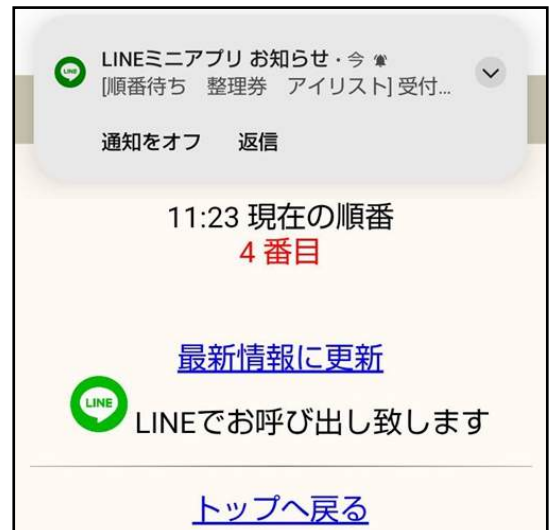 LINEミニアプリ お知らせ・今
[順番待ち 整理券 アイリスト] 受付...
通知をオフ 返信
11:23 現在の順番
4 番目
最新情報に更新
LINE
LINEでお呼び出し致します
トップへ戻る